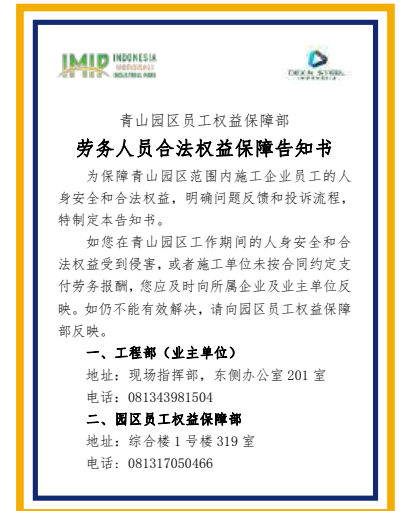 IMIP INDONESIA
MOROWALI
INDUSTRIAL PARK
DEXIN STEEL
INDONESIA
青山园区员工权益保障部
劳务人员合法权益保障告知书
为保障青山园区范围内施工企业员工的人
身安全和合法权益，明确问题反馈和投诉流程，
特制定本告知书。
如您在青山园区工作期间的人身安全和合
法权益受到侵害，或者施工单位未按合同约定支
付劳务报酬，您应及时向所属企业及业主单位反
映。如仍不能有效解决，请向园区员工权益保障
部反映。
一、工程部（业主单位）
地址：现场指挥部，东侧办公室 201 室
电话：081343981504
二、园区员工权益保障部
地址：综合楼 1 号楼 319 室
电话：081317050466